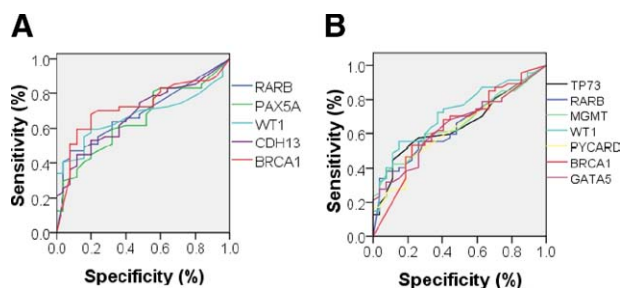 A
Sensitivity (%)
1.0
0.8
0.6
0.4
0.2
0.0
0.0 0.2 0.4 0.6 0.8 1.0
Specificity (%)
RARB
PAX5A
WT1
CDH13
BRCA1
B
Sensitivity (%)
1.0
0.8
0.6
0.4
0.2
0.0
0.0 0.2 0.4 0.6 0.8 1.0
Specificity (%)
TP73
RARB
MGMT
WT1
PYCARD
BRCA1
GATA5